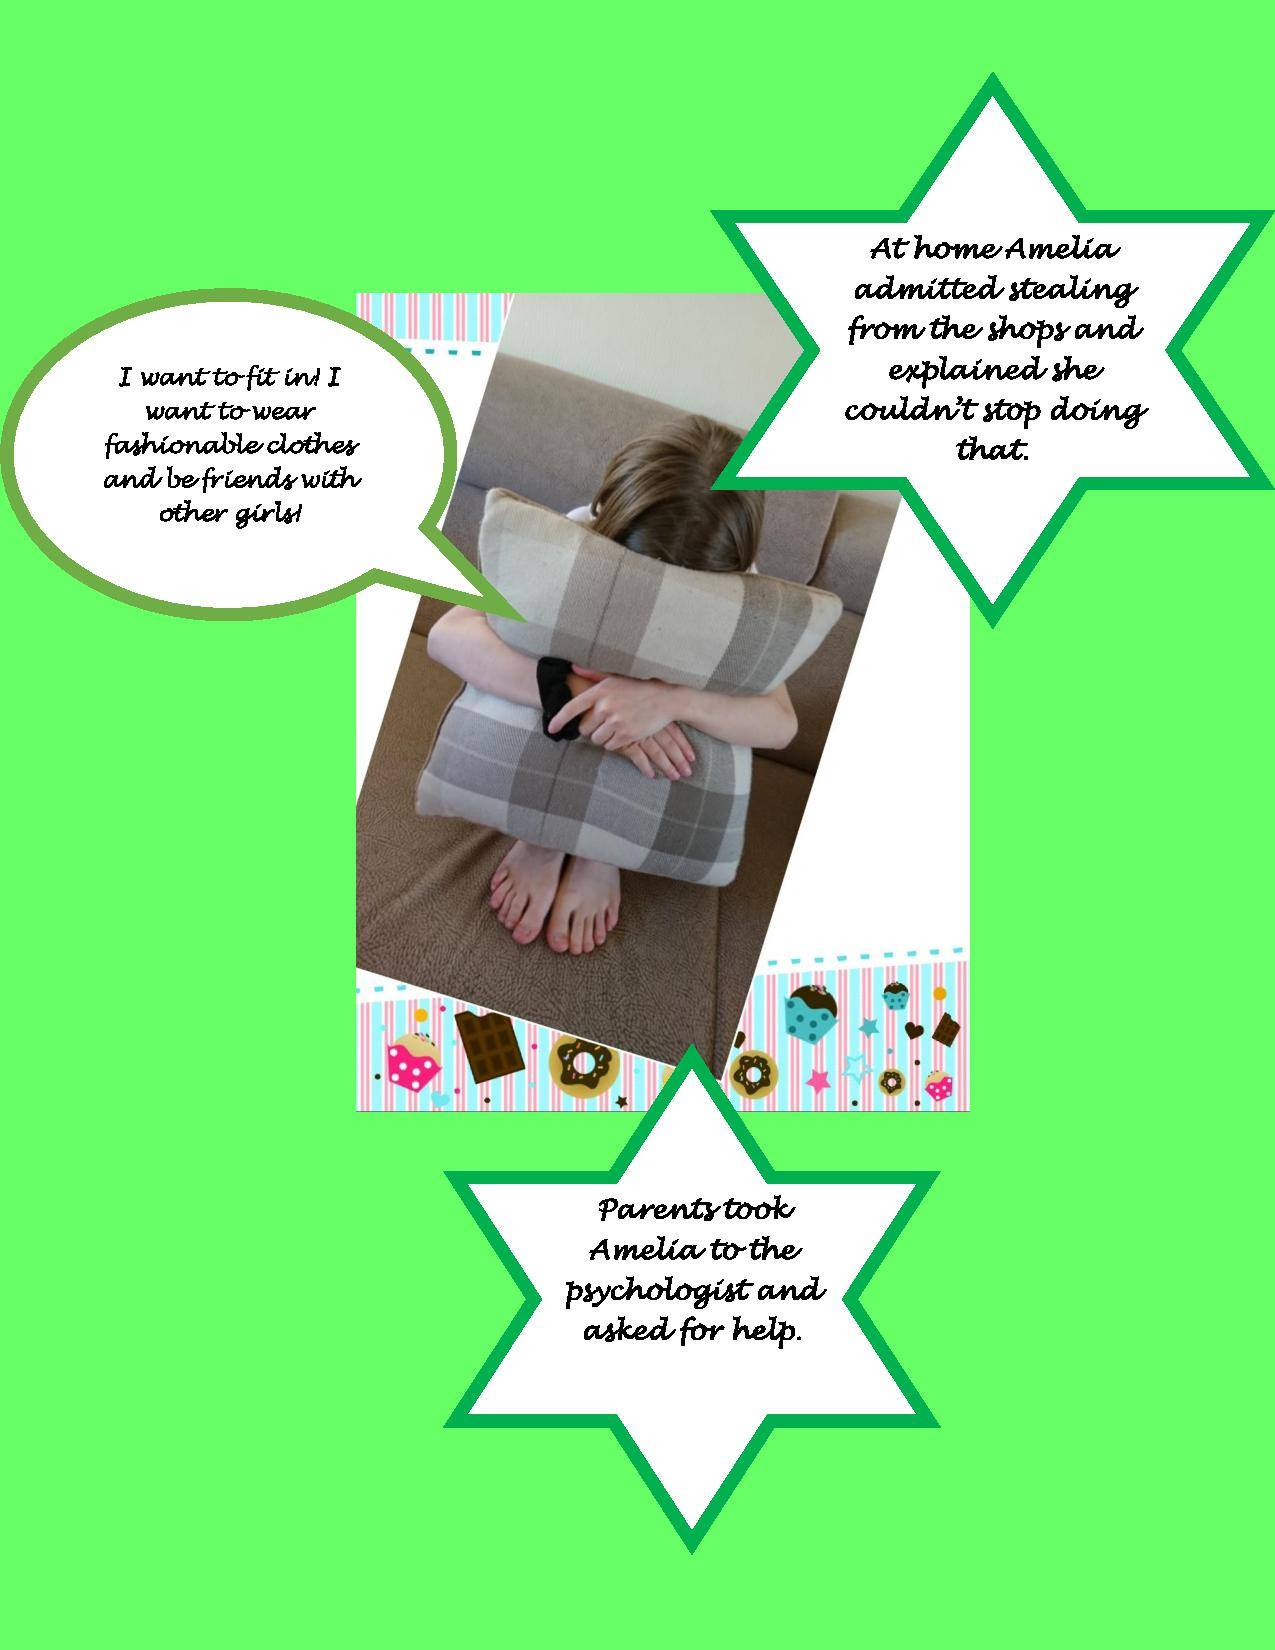 At home Amelia
admitted stealing
from the shops and
explained she
couldn't stop doing
that.
I want to fit in! I
want to wear
fashionable clothes
and be friends with
other girls!
Parents took
Amelia to the
psychologist and
asked for help.